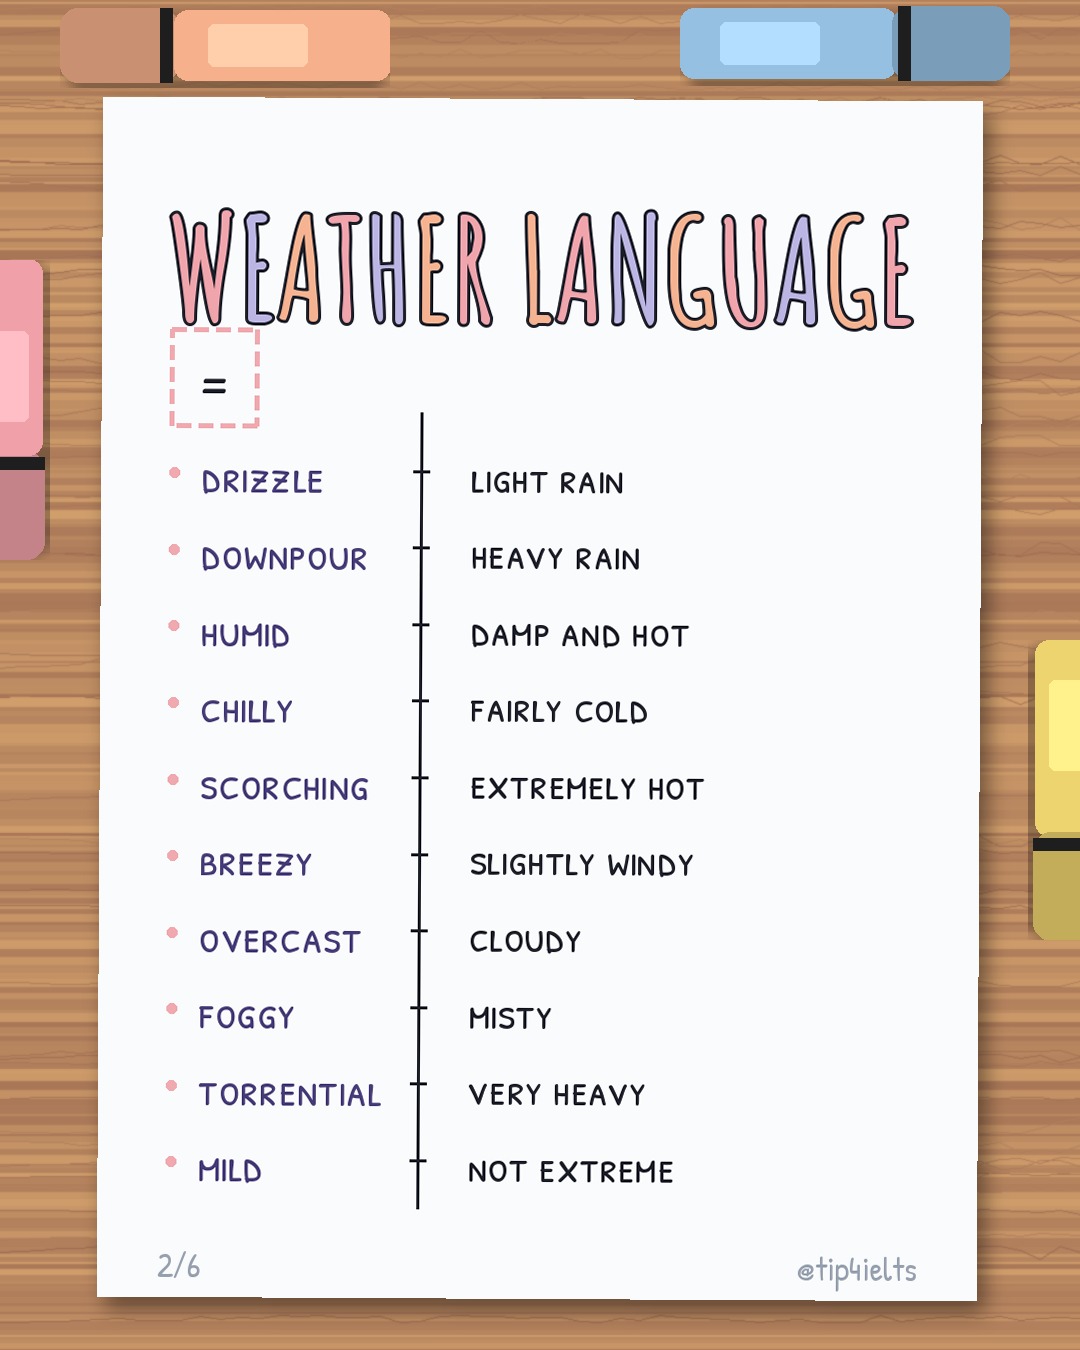 WEATHER LANGUAGE
=
DRIZZLE LIGHT RAIN
DOWNPOUR HEAVY RAIN
HUMID DAMP AND HOT
CHILLY FAIRLY COLD
SCORCHING EXTREMELY HOT
BREEZY SLIGHTLY WINDY
OVERCAST CLOUDY
FOGGY MISTY
TORRENTIAL VERY HEAVY
MILD NOT EXTREME
2/6 @tip4ielts